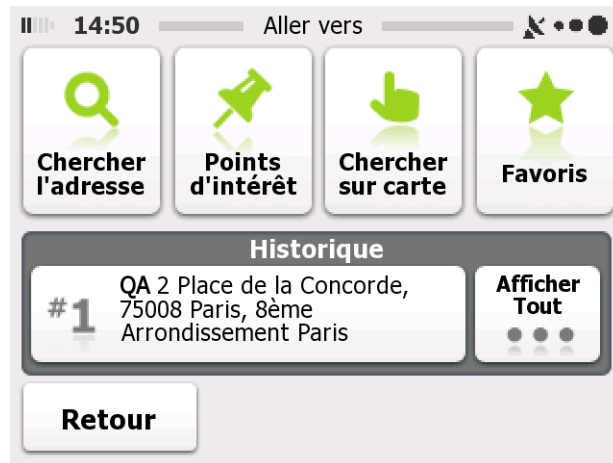 14:50 Aller vers
Chercher l'adresse
Points d'intérêt
Chercher sur carte
Favoris
Historique
#1
QA 2 Place de la Concorde,
75008 Paris, 8ème
Arrondissement Paris
Afficher
Tout
Retour